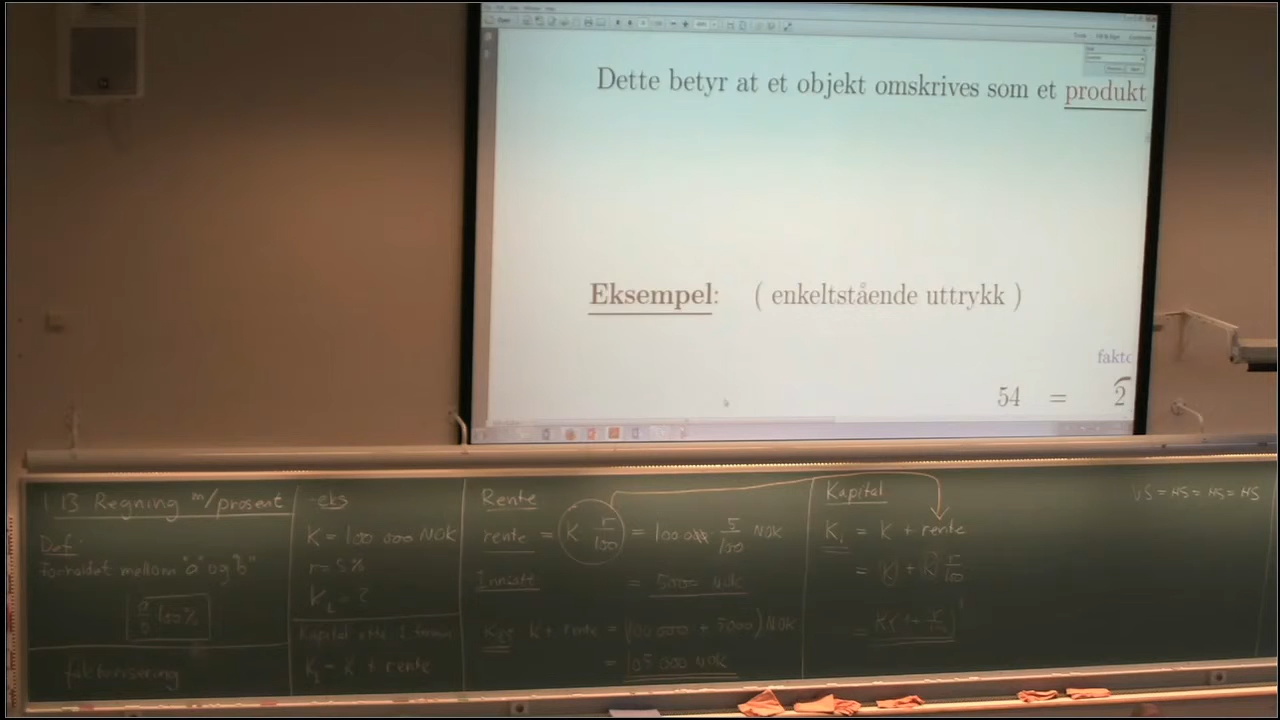 Dette betyr at et objekt omskrives som et produkt
Eksempel: ( enkeltstående uttrykk )
54 = 2
1.13 Regning m/prosent
Def:
Forholdet mellom "a" og "b"
a/b 100%
faktorisering
eks
K = 100 000 NOK
r = 5%
K₁ = ?
Kapital etter 1 termin
K₁ = K + rente
Rente
rente = K r/100 = 100 000 5/100 NOK
Innsatt = 5000 NOK
K + rente = (100 000 + 5000) NOK
= 105 000 NOK
Kapital
K₁ = K + rente
= K + K r/100
= K(1 + r/100)
VS = HS = HS = HS